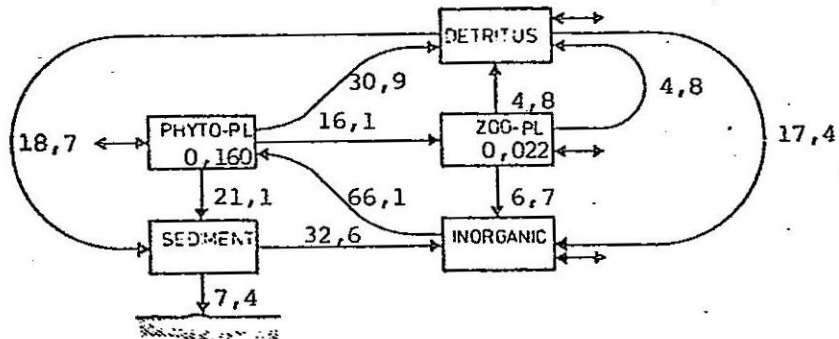 DETRITUS
30,9
4,8
4,8
18,7
PHYTO-PL
0,160
16,1
ZOO-PL
0,022
17,4
21,1
66,1
6,7
SEDIMENT
32,6
INORGANIC
7,4